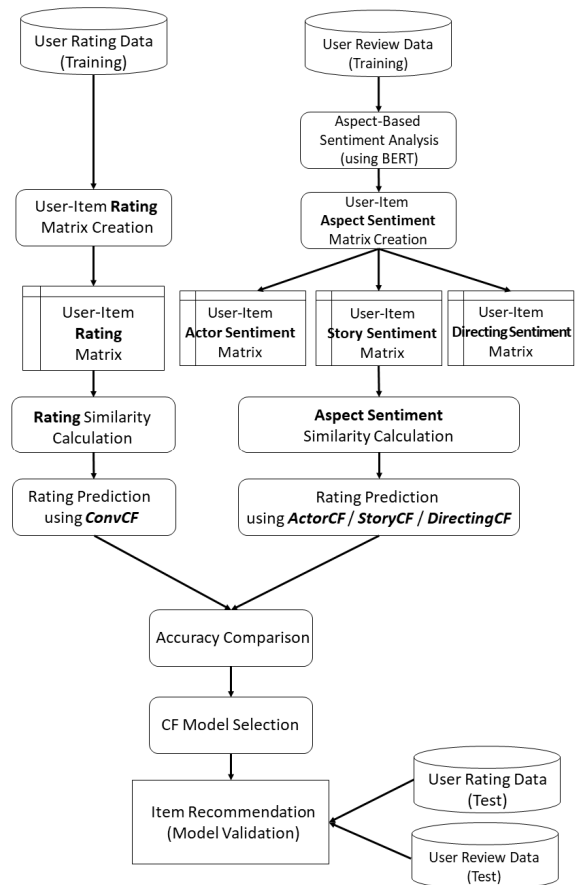 User Rating Data
(Training)
User Review Data
(Training)
Aspect-Based
Sentiment Analysis
(using BERT)
User-Item Rating
Matrix Creation
User-Item
Aspect Sentiment
Matrix Creation
User-Item
Rating
Matrix
User-Item
Actor Sentiment
Matrix
User-Item
Story Sentiment
Matrix
User-Item
Directing Sentiment
Matrix
Rating Similarity
Calculation
Aspect Sentiment
Similarity Calculation
Rating Prediction
using ConvCF
Rating Prediction
using ActorCF / StoryCF / DirectingCF
Accuracy Comparison
CF Model Selection
Item Recommendation
(Model Validation)
User Rating Data
(Test)
User Review Data
(Test)